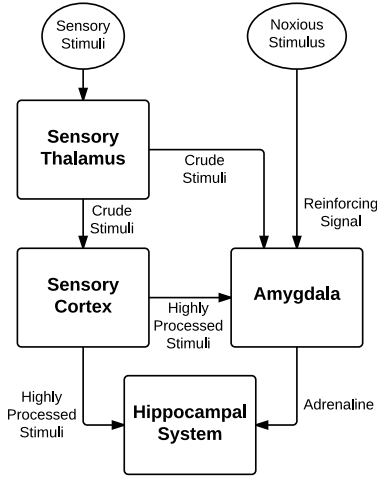 Sensory
Stimuli
Noxious
Stimulus
Sensory
Thalamus
Crude
Stimuli
Crude
Stimuli
Reinforcing
Signal
Sensory
Cortex
Highly
Processed
Stimuli
Amygdala
Highly
Processed
Stimuli
Hippocampal
System
Adrenaline